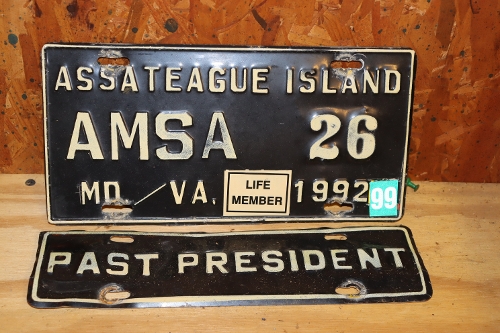 ASSATEAGUE ISLAND
AMSA 26
MD / VA. LIFE MEMBER 1992 99
PAST PRESIDENT